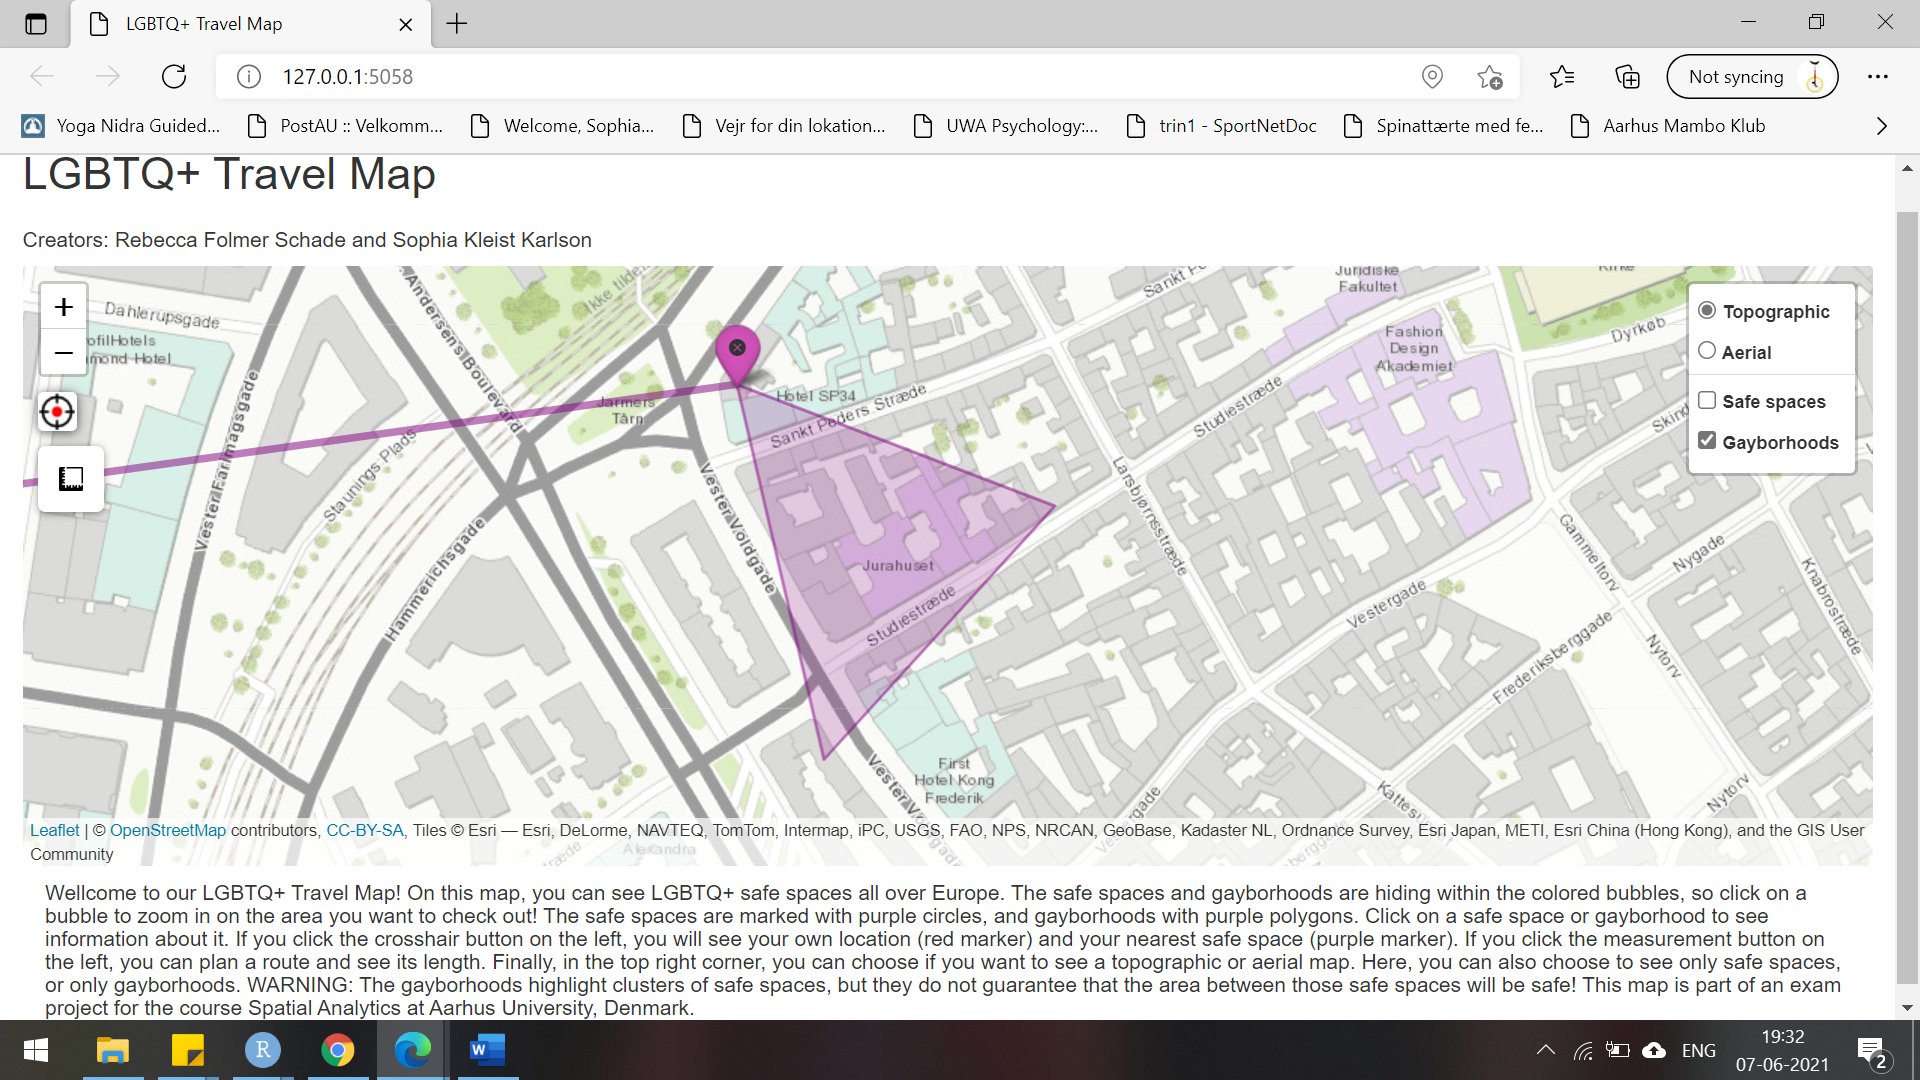 LGBTQ+ Travel Map
127.0.0.1:5058
Not syncing
Yoga Nidra Guided...
PostAU :: Velkomm...
Welcome, Sophia...
Vejr for din lokation...
UWA Psychology:...
trin1 - SportNetDoc
Spinattærte med fe...
Aarhus Mambo Klub
LGBTQ+ Travel Map
Creators: Rebecca Folmer Schade and Sophia Kleist Karlson
+
−
Dahlerupsgade
ofilHotels
mond Hotel
Vester Farimagsgade
Staunings Plads
Hammerichsgade
Andersens Boulevard
Ikke tilden
Jarmers
Tårn
Hotel SP34
Sankt Peders Stræde
Vester Voldgade
Jurahuset
Studiestræde
First
Hotel Kong
Frederik
Vester V
gade
Sankt P
Juridiske
Fakultet
Fashion
Design
Akademiet
Studiestræde
Larsbjørnsstræde
Vestergade
Gammeltorv
Nygade
Frederiksberggade
Nytorv
Nytorv
Knabrostræde
Kattesu
Dyrkøb
Skind
Kirke
Alexandra
Topographic
Aerial
Safe spaces
Gayborhoods
Leaflet | © OpenStreetMap contributors, CC-BY-SA, Tiles © Esri — Esri, DeLorme, NAVTEQ, TomTom, Intermap, iPC, USGS, FAO, NPS, NRCAN, GeoBase, Kadaster NL, Ordnance Survey, Esri Japan, METI, Esri China (Hong Kong), and the GIS User
Community
Wellcome to our LGBTQ+ Travel Map! On this map, you can see LGBTQ+ safe spaces all over Europe. The safe spaces and gayborhoods are hiding within the colored bubbles, so click on a
bubble to zoom in on the area you want to check out! The safe spaces are marked with purple circles, and gayborhoods with purple polygons. Click on a safe space or gayborhood to see
information about it. If you click the crosshair button on the left, you will see your own location (red marker) and your nearest safe space (purple marker). If you click the measurement button on
the left, you can plan a route and see its length. Finally, in the top right corner, you can choose if you want to see a topographic or aerial map. Here, you can also choose to see only safe spaces,
or only gayborhoods. WARNING: The gayborhoods highlight clusters of safe spaces, but they do not guarantee that the area between those safe spaces will be safe! This map is part of an exam
project for the course Spatial Analytics at Aarhus University, Denmark.
R
W
ENG
19:32
07-06-2021
2